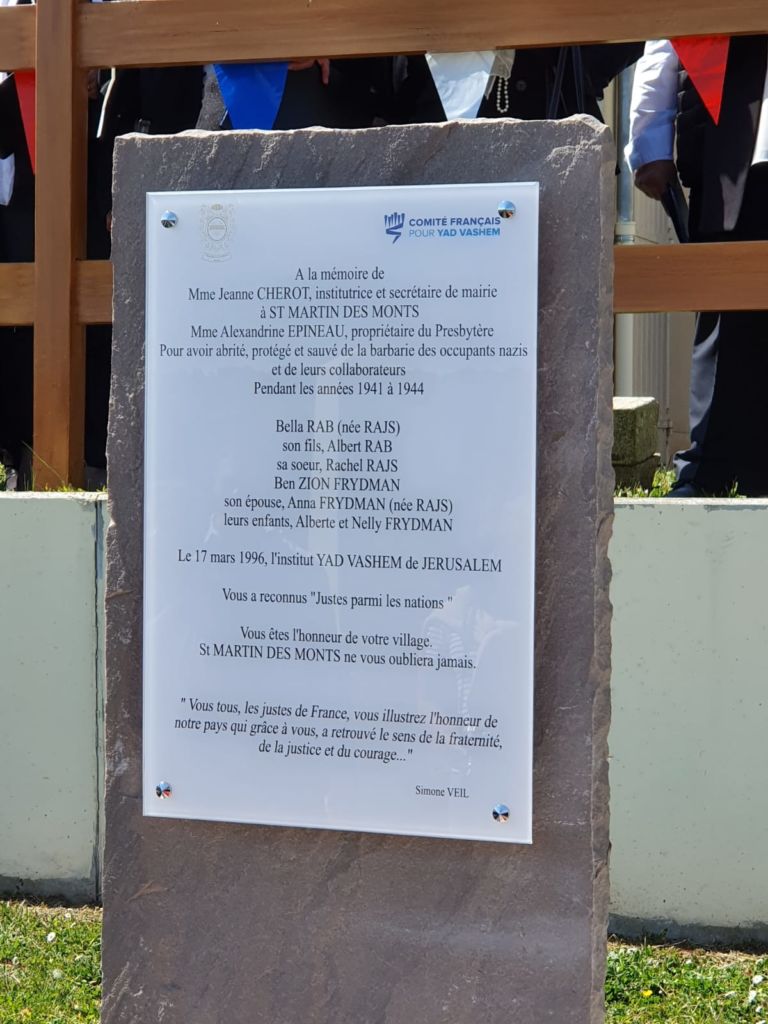 COMITÉ FRANÇAIS
POUR YAD VASHEM
A la mémoire de
Mme Jeanne CHEROT, institutrice et secrétaire de mairie
à ST MARTIN DES MONTS
Mme Alexandrine EPINEAU, propriétaire du Presbytère
Pour avoir abrité, protégé et sauvé de la barbarie des occupants nazis
et de leurs collaborateurs
Pendant les années 1941 à 1944
Bella RAB (née RAJS)
son fils, Albert RAB
sa soeur, Rachel RAJS
Ben ZION FRYDMAN
son épouse, Anna FRYDMAN (née RAJS)
leurs enfants, Alberte et Nelly FRYDMAN
Le 17 mars 1996, l'institut YAD VASHEM de JERUSALEM
Vous a reconnus "Justes parmi les nations "
Vous êtes l'honneur de votre village.
St MARTIN DES MONTS ne vous oubliera jamais.
" Vous tous, les justes de France, vous illustrez l'honneur de
notre pays qui grâce à vous, a retrouvé le sens de la fraternité,
de la justice et du courage..."
Simone VEIL